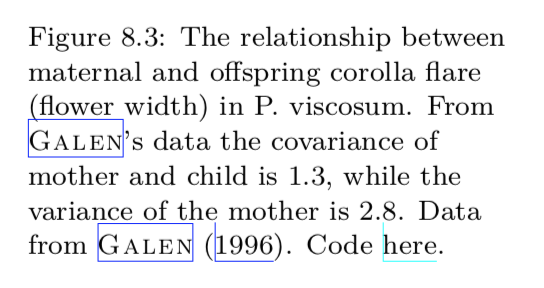 Figure 8.3: The relationship between
maternal and offspring corolla flare
(flower width) in P. viscosum. From
GALEN's data the covariance of
mother and child is 1.3, while the
variance of the mother is 2.8. Data
from GALEN (1996). Code here.